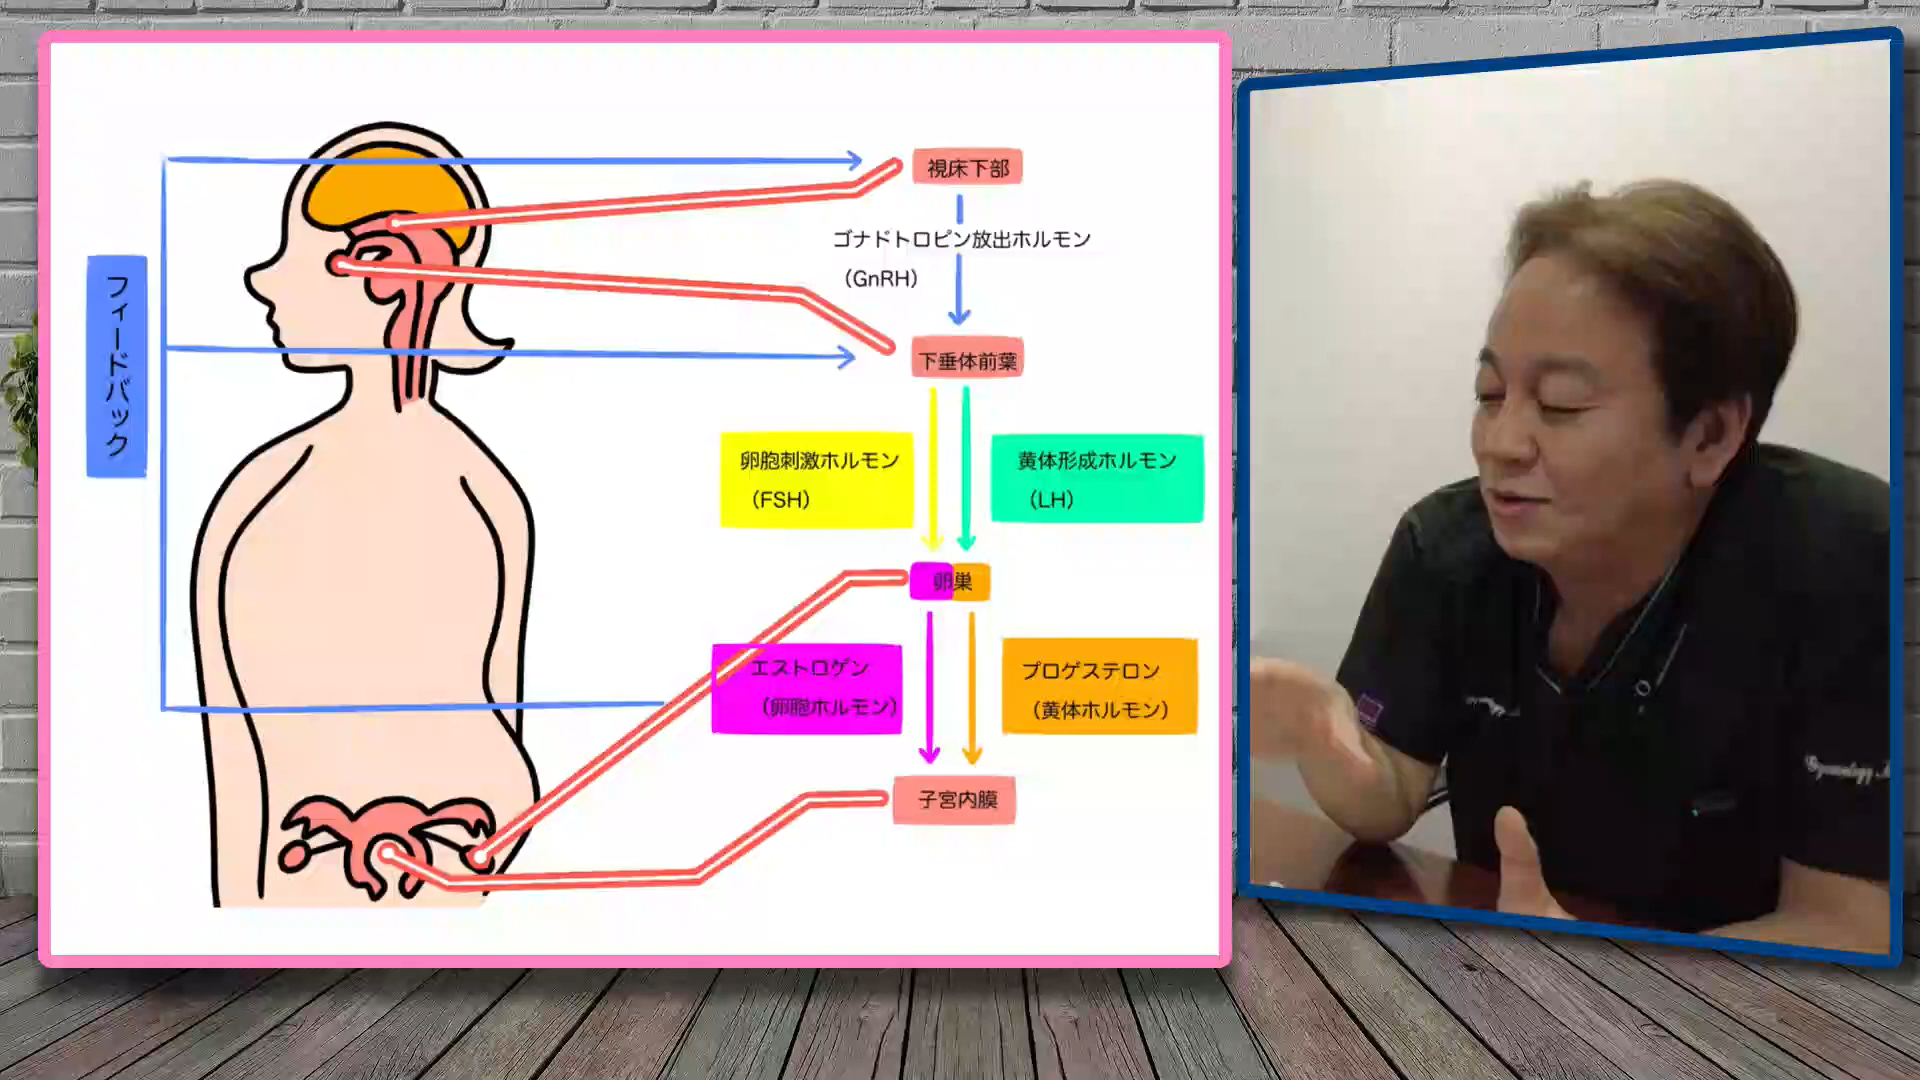 フィードバック
視床下部
ゴナドトロピン放出ホルモン
（GnRH）
下垂体前葉
卵胞刺激ホルモン
（FSH）
黄体形成ホルモン
（LH）
卵巣
エストロゲン
（卵胞ホルモン）
プロゲステロン
（黄体ホルモン）
子宮内膜